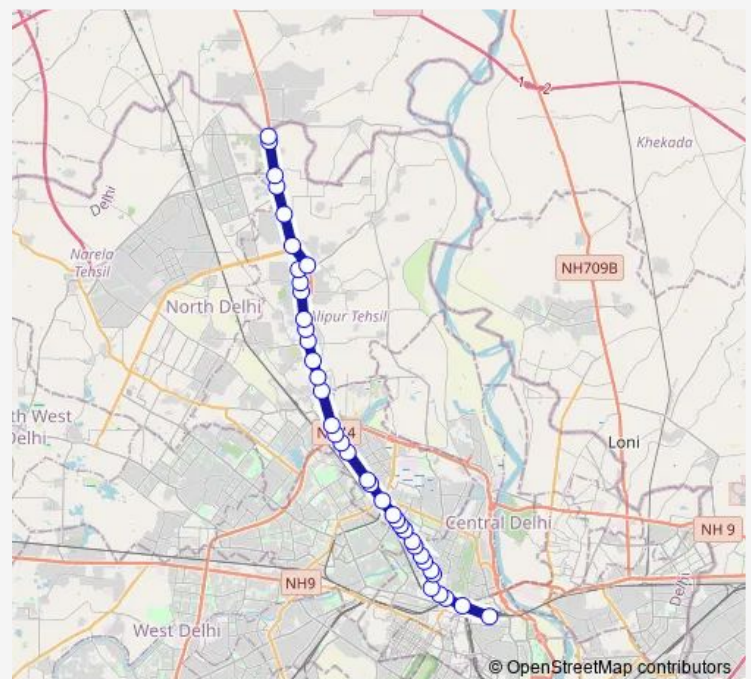 1
2
Khekada
Delhi
Narela
Tehsil
NH709B
North Delhi
Alipur Tehsil
th West
Delhi
Loni
Central Delhi
NH 9
NH9
Delhi
West Delhi
© OpenStreetMap contributors